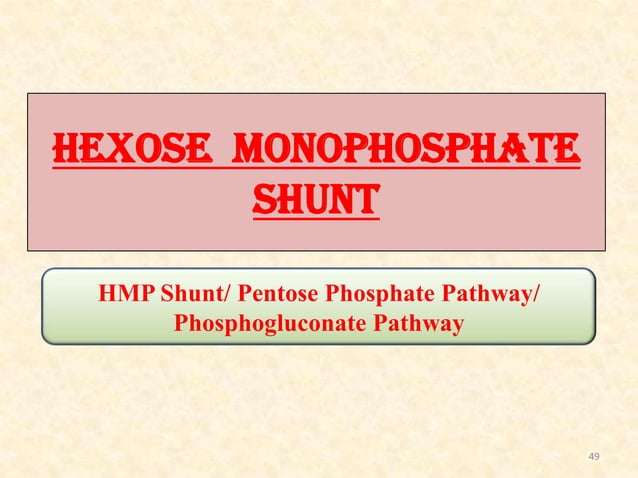 HEXOSE MONOPHOSPHATE
SHUNT
HMP Shunt/ Pentose Phosphate Pathway/
Phosphogluconate Pathway
49